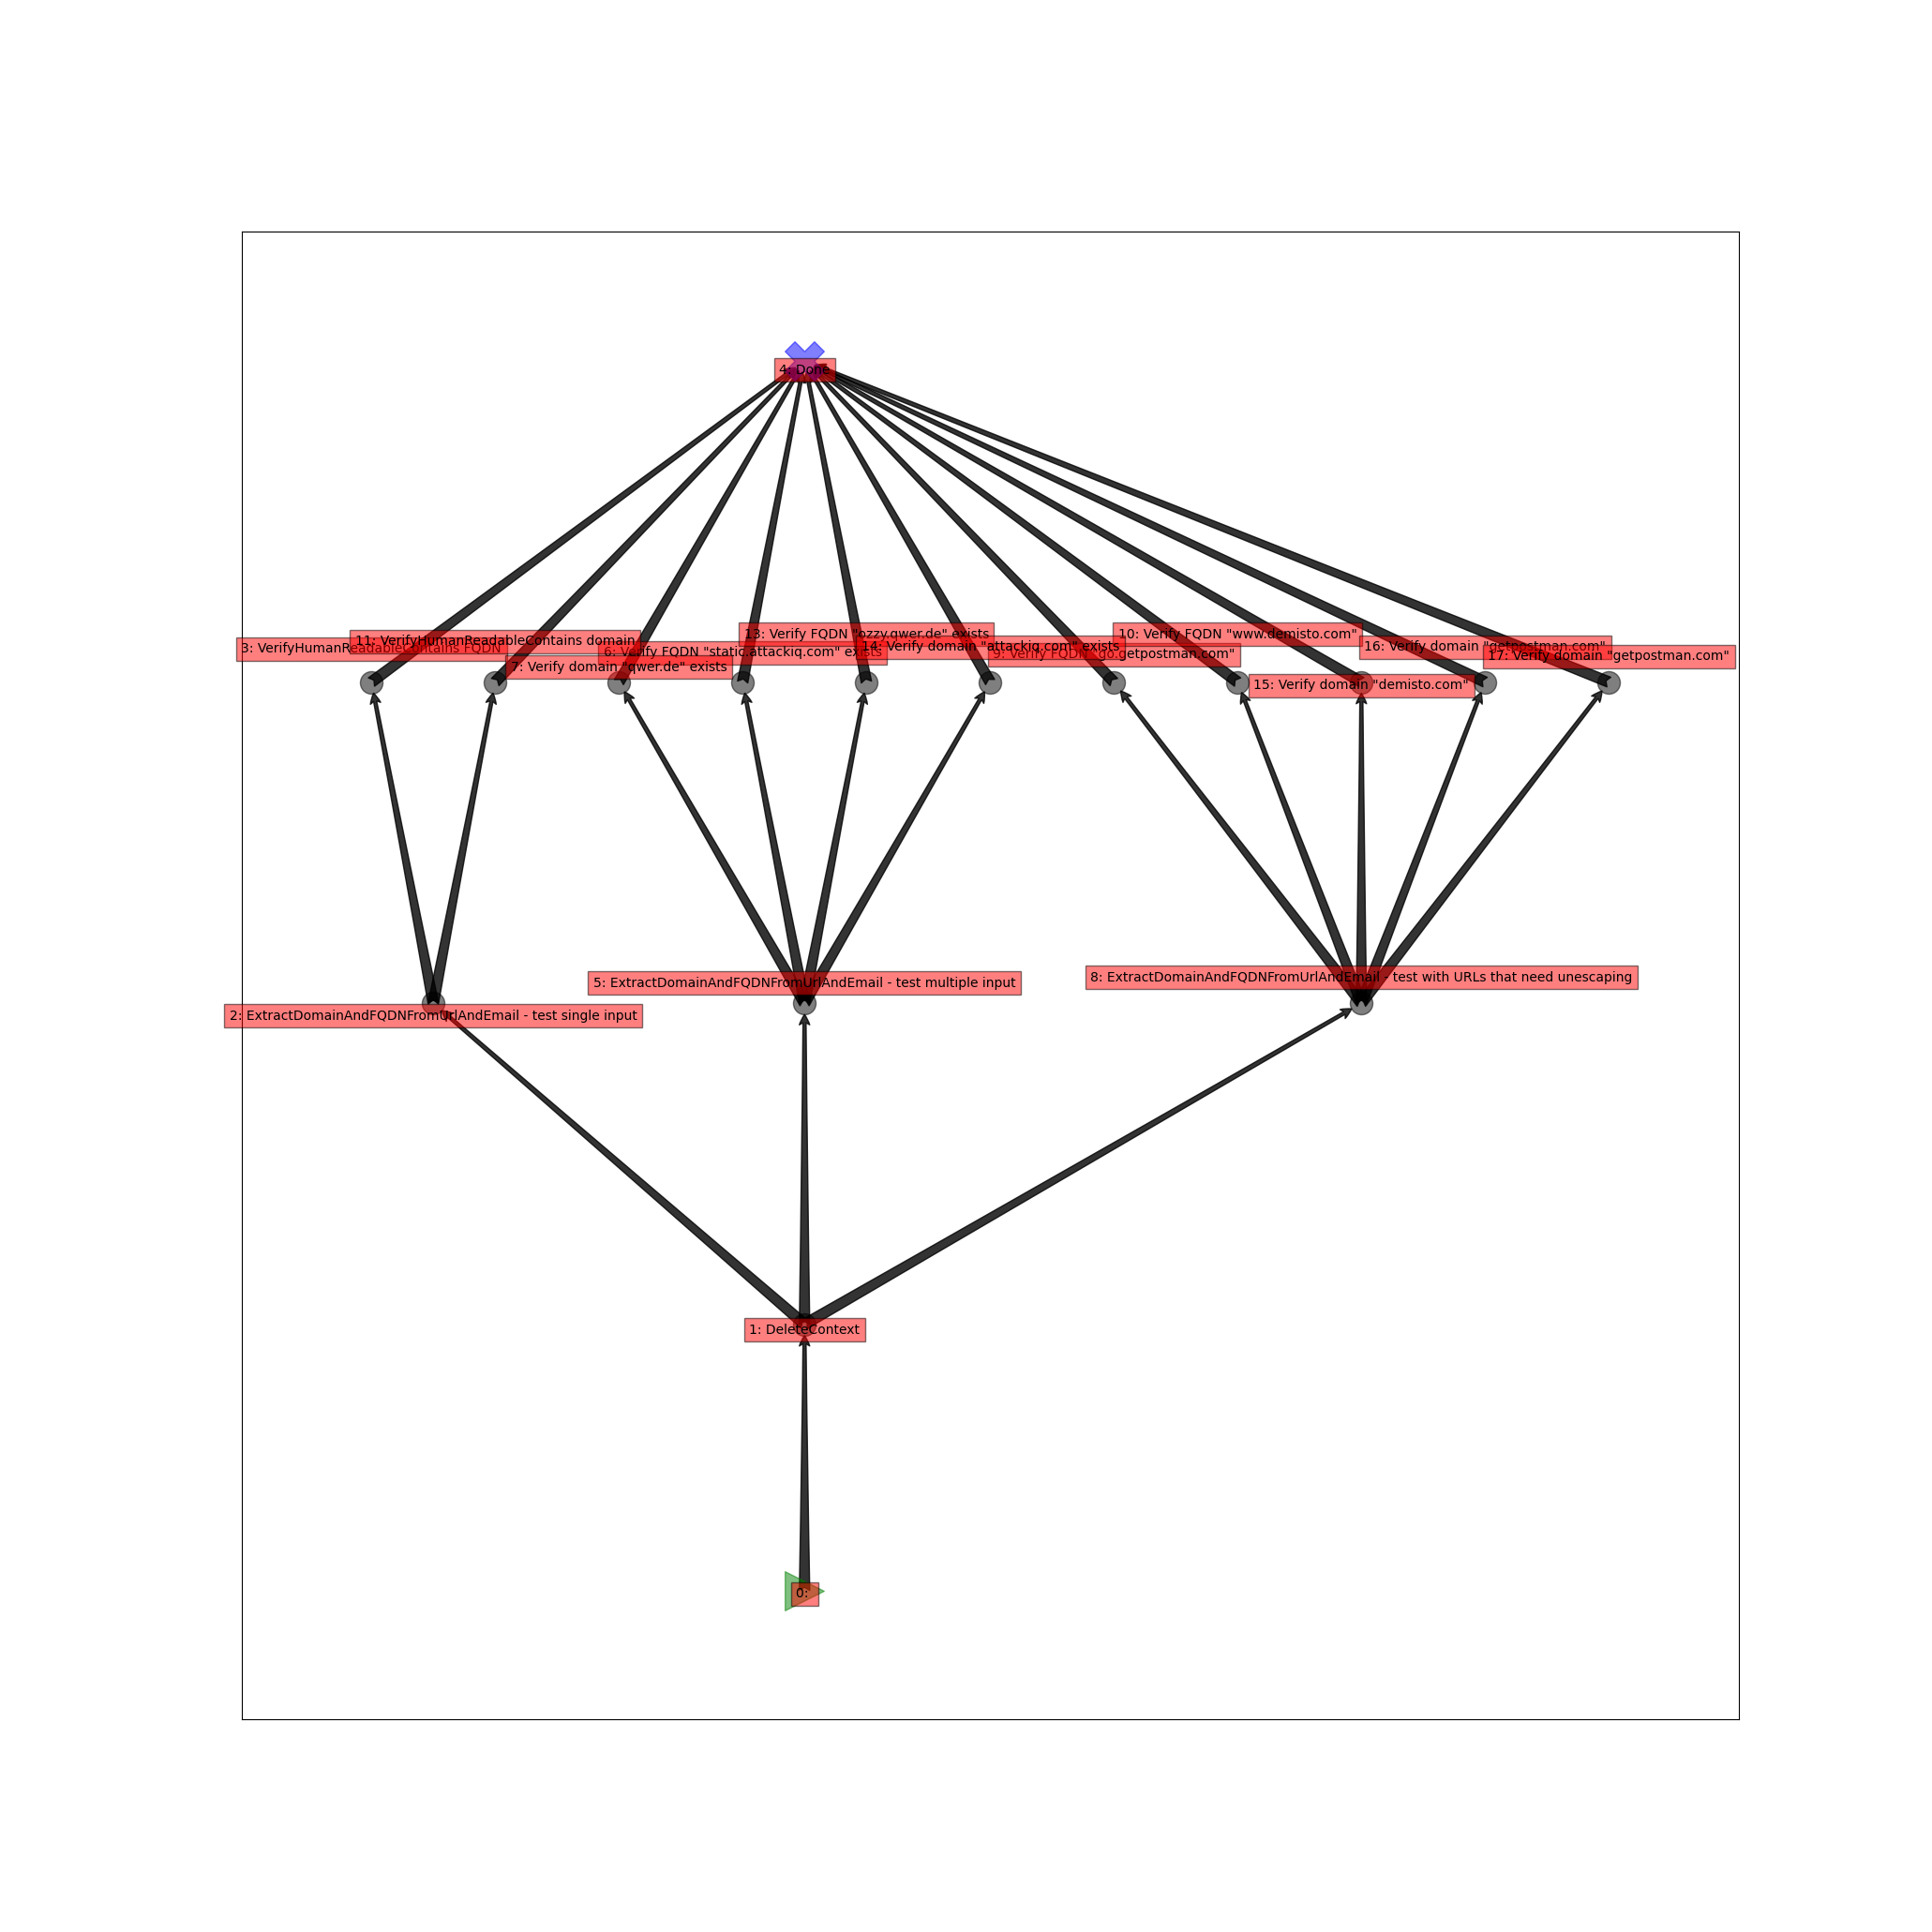 4: Done
13: Verify FQDN "ozzy.qwer.de" exists
10: Verify FQDN "www.demisto.com"
11: VerifyHumanReadableContains domain
3: VerifyHumanReadableContains FQDN
6: Verify FQDN "static.attackiq.com" exists
14: Verify domain "attackiq.com" exists
9: Verify FQDN "go.getpostman.com"
16: Verify domain "getpostman.com"
17: Verify domain "getpostman.com"
7: Verify domain "qwer.de" exists
15: Verify domain "demisto.com"
5: ExtractDomainAndFQDNFromUrlAndEmail - test multiple input
8: ExtractDomainAndFQDNFromUrlAndEmail - test with URLs that need unescaping
2: ExtractDomainAndFQDNFromUrlAndEmail - test single input
1: DeleteContext
0: